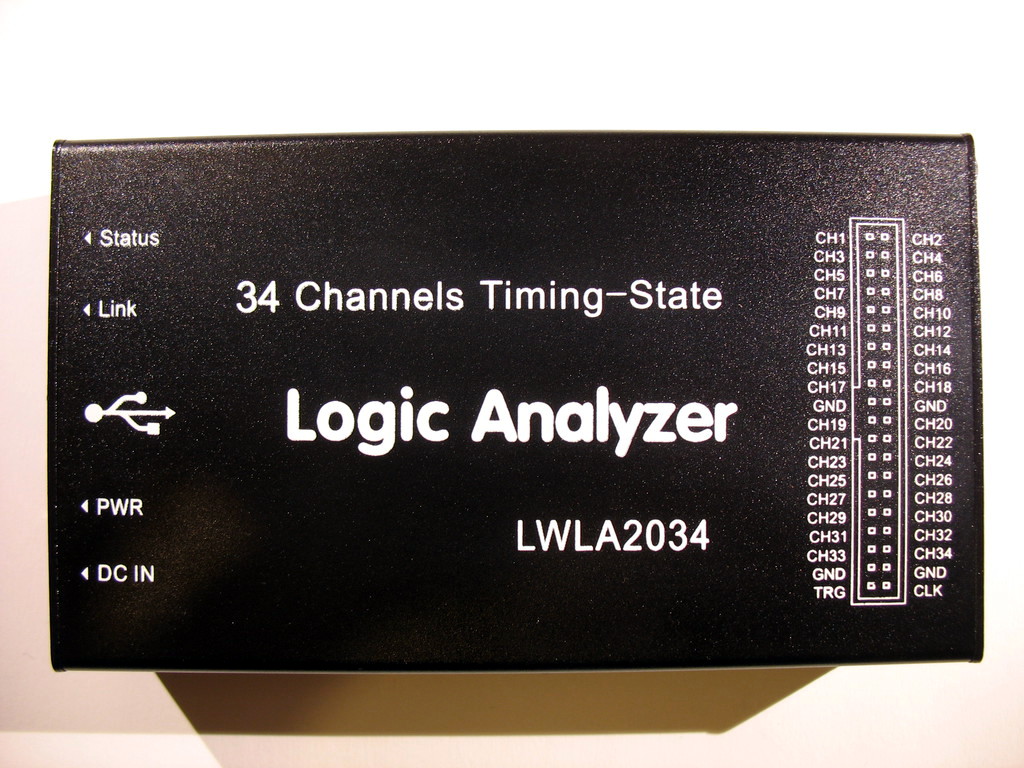 Status
Link
PWR
DC IN
34 Channels Timing-State
Logic Analyzer
LWLA2034
CH1 CH2
CH3 CH4
CH5 CH6
CH7 CH8
CH9 CH10
CH11 CH12
CH13 CH14
CH15 CH16
CH17 CH18
GND GND
CH19 CH20
CH21 CH22
CH23 CH24
CH25 CH26
CH27 CH28
CH29 CH30
CH31 CH32
CH33 CH34
GND GND
TRG CLK